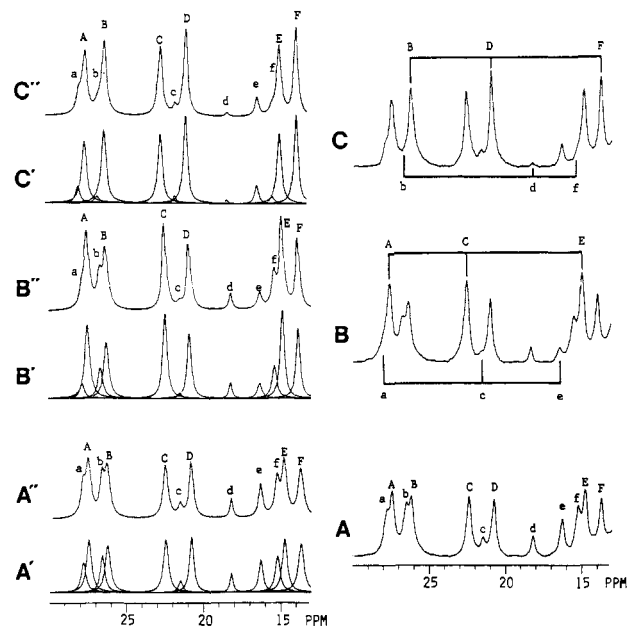 A B C D E F
a b c d e f
C''
C'
A B C D E F
a b c d e f
B''
B'
A B C D E F
a b c d e f
A''
A'
25 20 15 PPM
C
B D F
b d f
B
A C E
a c e
A
A B C D E F
a b c d e f
25 20 15 PPM